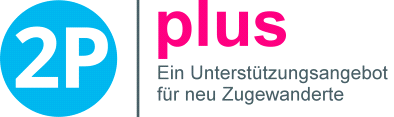 2P
plus
Ein Unterstützungsangebot
für neu Zugewanderte